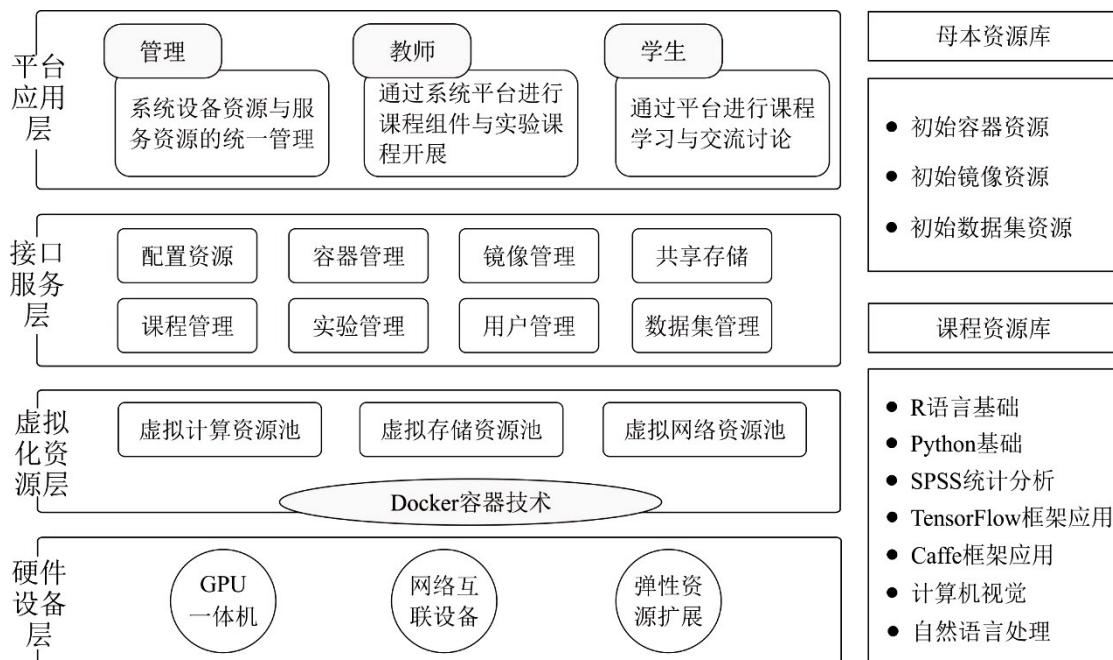 平台
应用
层
管理
系统设备资源与服
务资源的统一管理
教师
通过系统平台进行
课程组件与实验课
程开展
学生
通过平台进行课程
学习与交流讨论
接口
服务
层
配置资源
容器管理
镜像管理
共享存储
课程管理
实验管理
用户管理
数据集管理
虚拟
化资
源层
虚拟计算资源池
虚拟存储资源池
虚拟网络资源池
Docker容器技术
硬件
设备
层
GPU
一体机
网络互
联设备
弹性资
源扩展
母本资源库
● 初始容器资源
● 初始镜像资源
● 初始数据集资源
课程资源库
● R语言基础
● Python基础
● SPSS统计分析
● TensorFlow框架应用
● Caffe框架应用
● 计算机视觉
● 自然语言处理